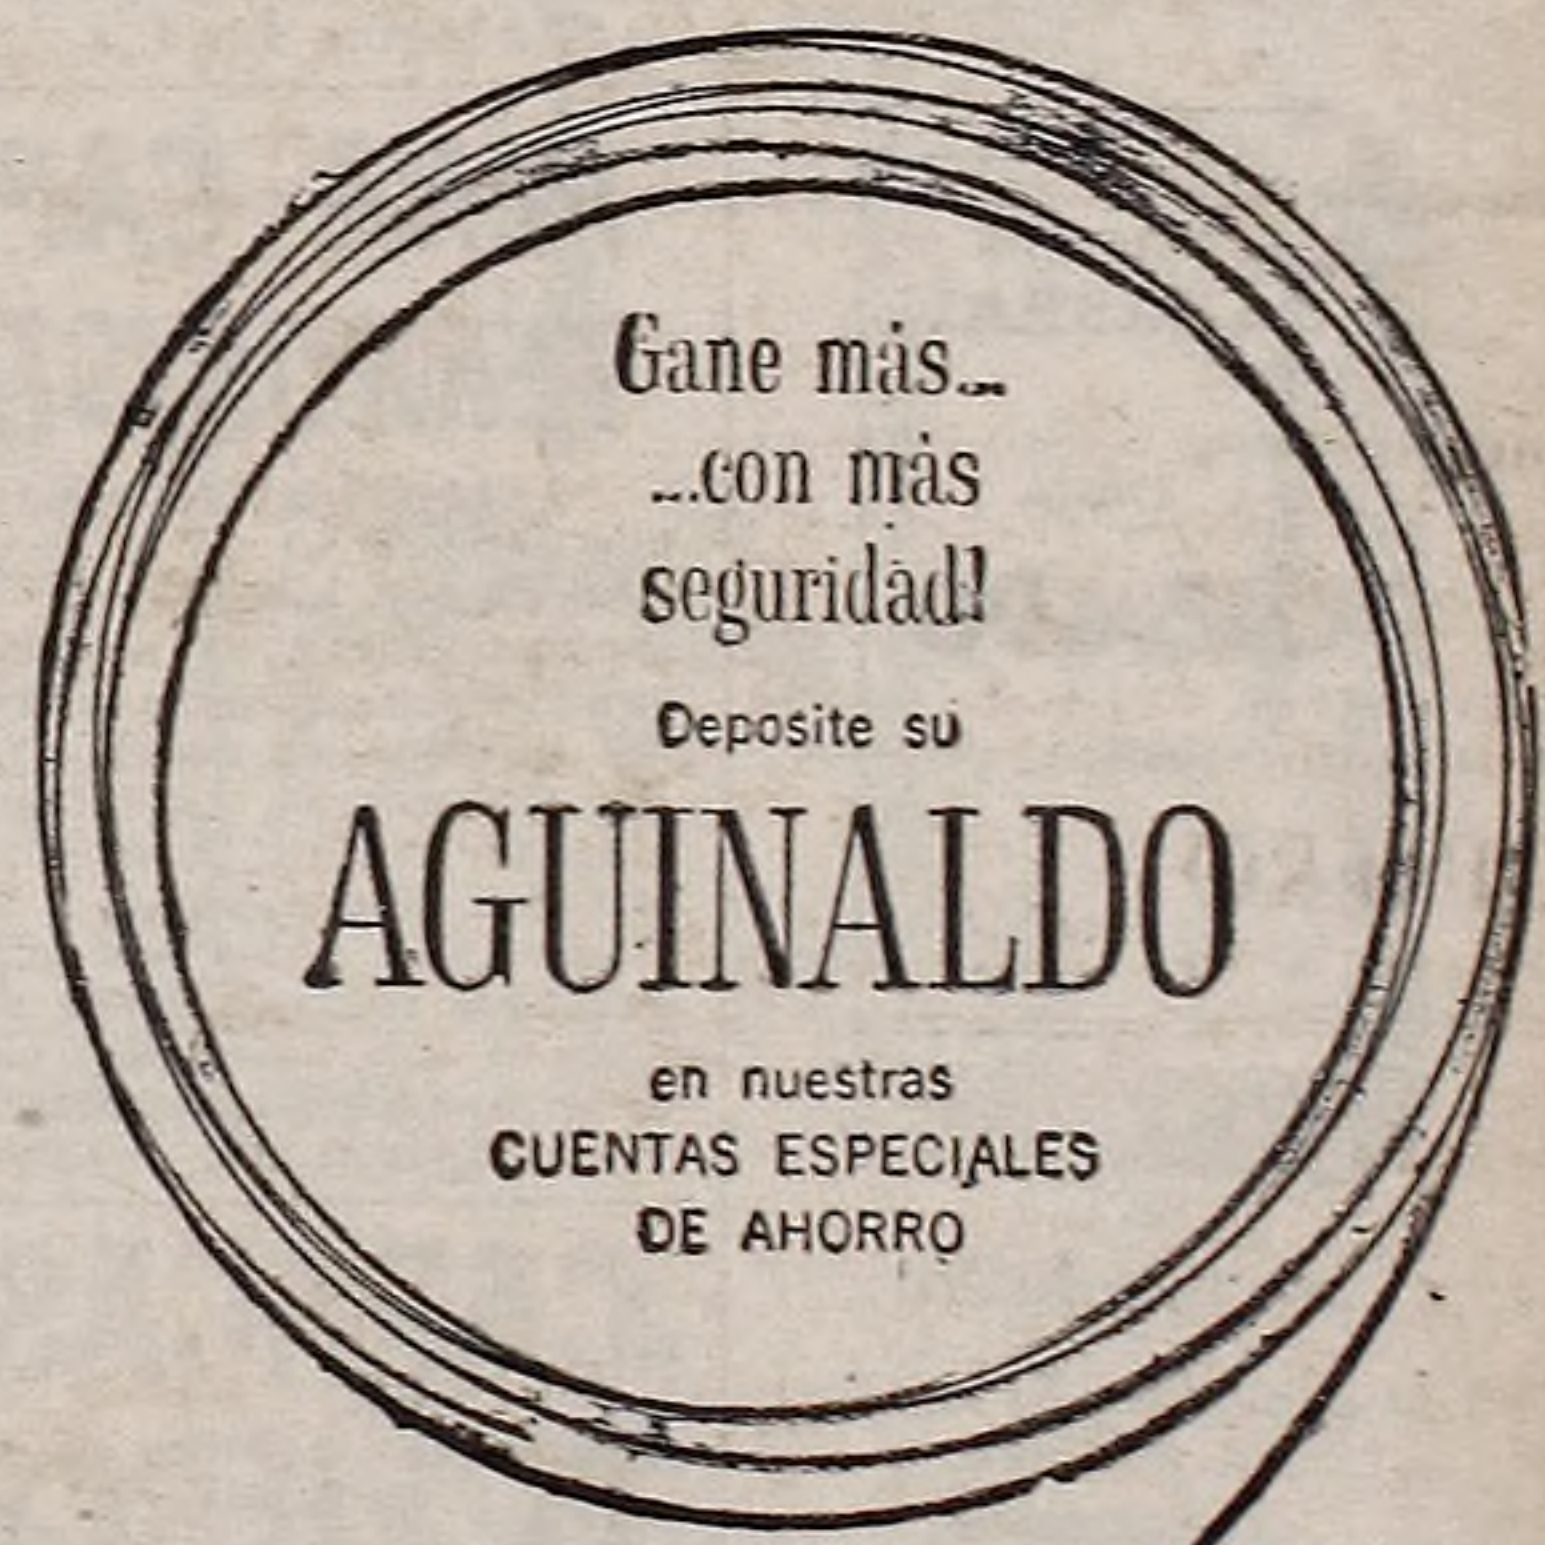 Gane más...
...con más
seguridad!
Deposite su
AGUINALDO
en nuestras
CUENTAS ESPECIALES
DE AHORRO